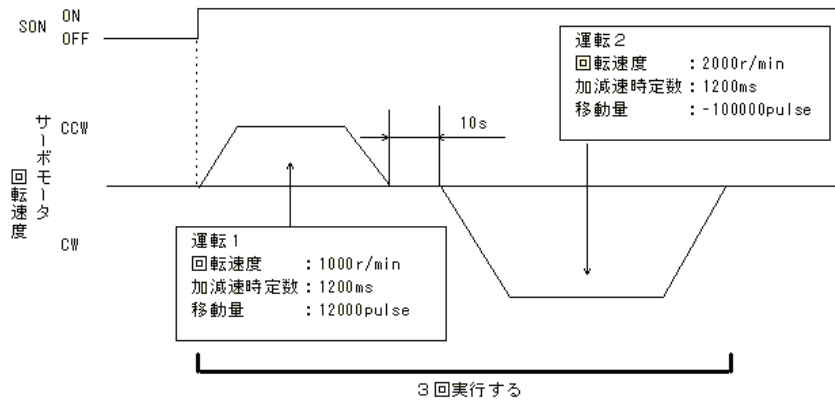 ON
SON
OFF
運転2
回転速度 :2000r/min
加減速時定数:1200ms
移動量 :-100000pulse
10s
CCW
サーボモータ
回転速度
CW
運転1
回転速度 :1000r/min
加減速時定数:1200ms
移動量 :12000pulse
3回実行する